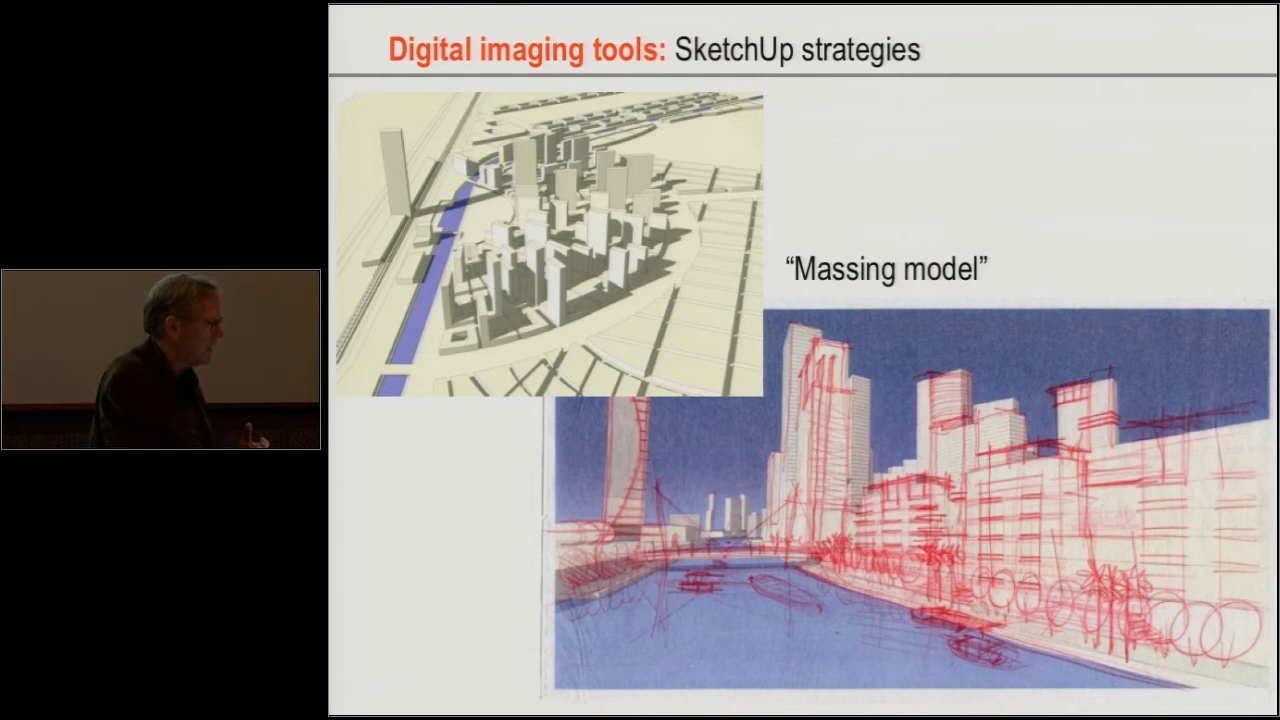 Digital imaging tools: SketchUp strategies
“Massing model”